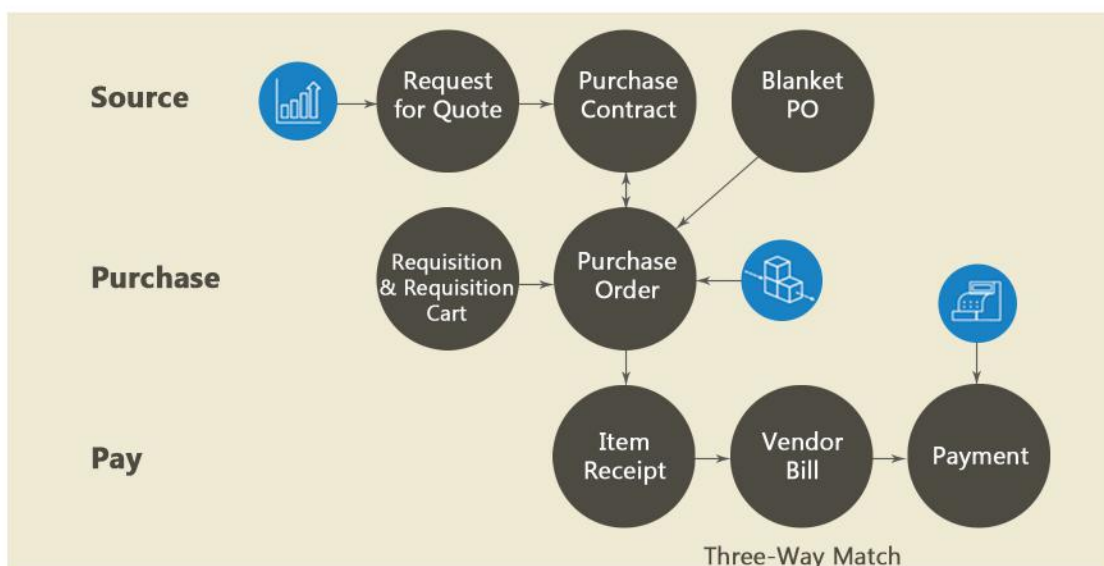 Source
Request
for Quote
Purchase
Contract
Blanket
PO
Purchase
Requisition
& Requisition
Cart
Purchase
Order
Pay
Item
Receipt
Vendor
Bill
Payment
Three-Way Match